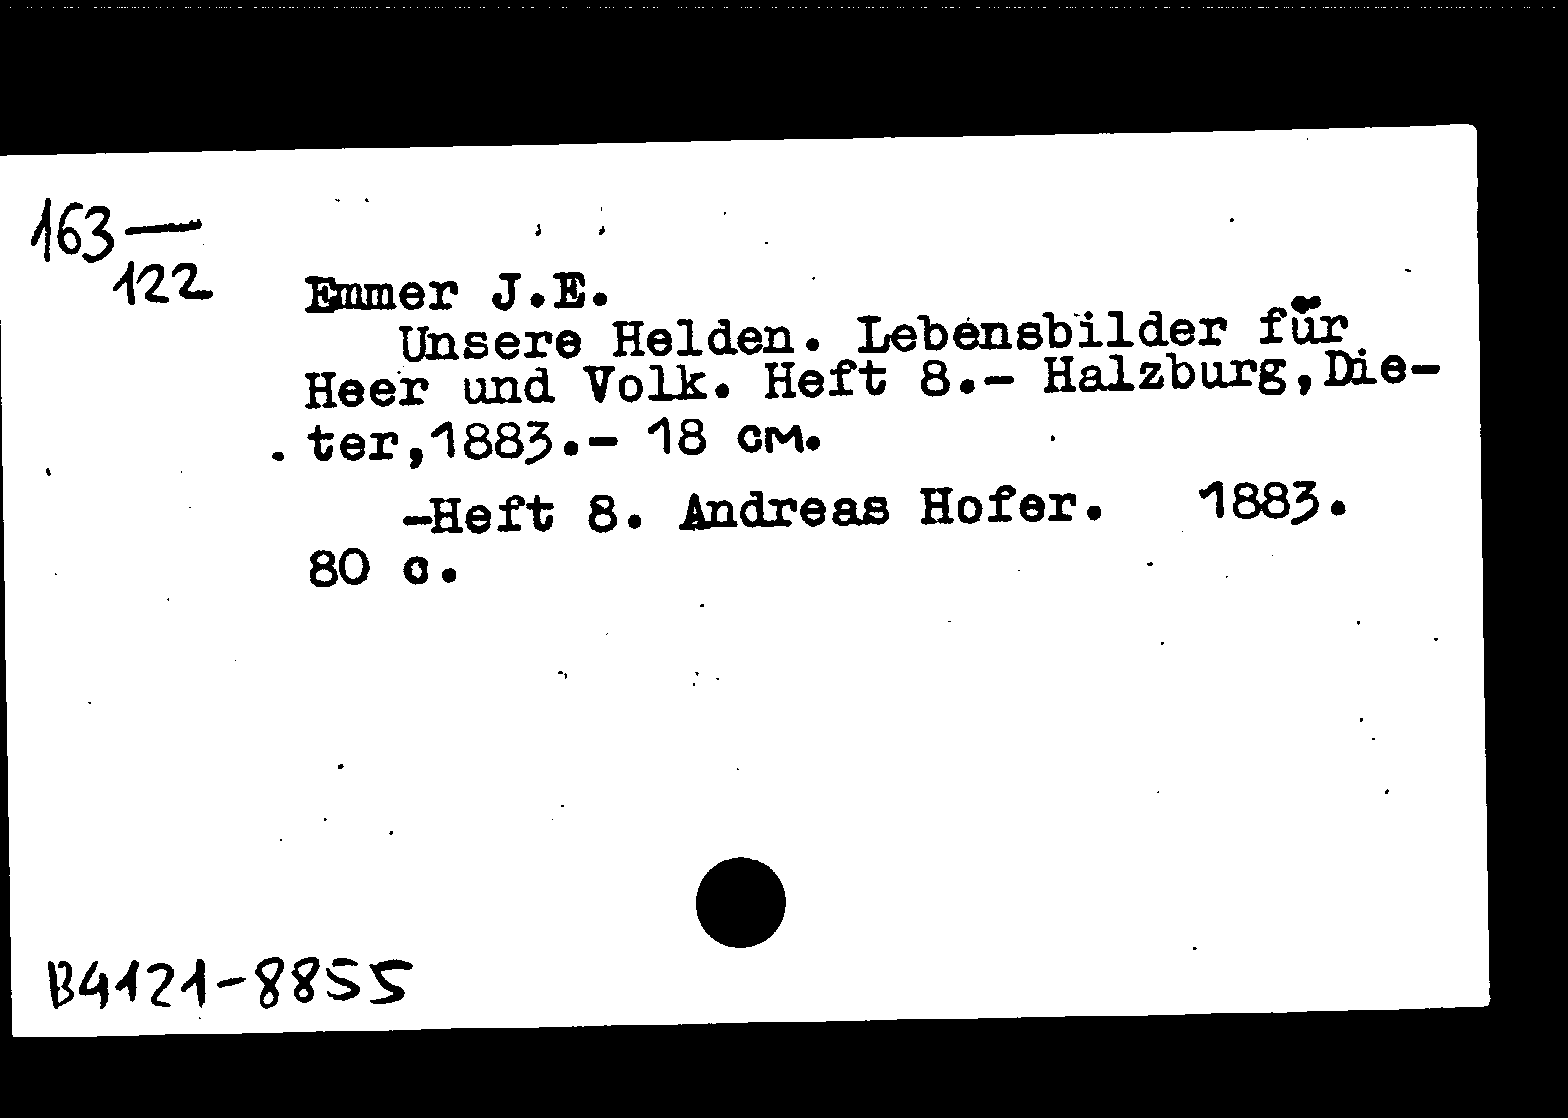 163—
122
Emmer J.E.
Unsere Helden. Lebensbilder für
Heer und Volk. Heft 8.- Halzburg,Die-
ter,1883.- 18 см.
-Heft 8. Andreas Hofer. 1883.
80 с.
B4121-8855